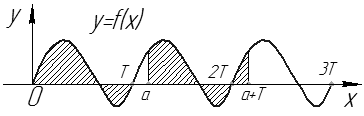 y y=f(x)
T 2T 3T
O a a+T x